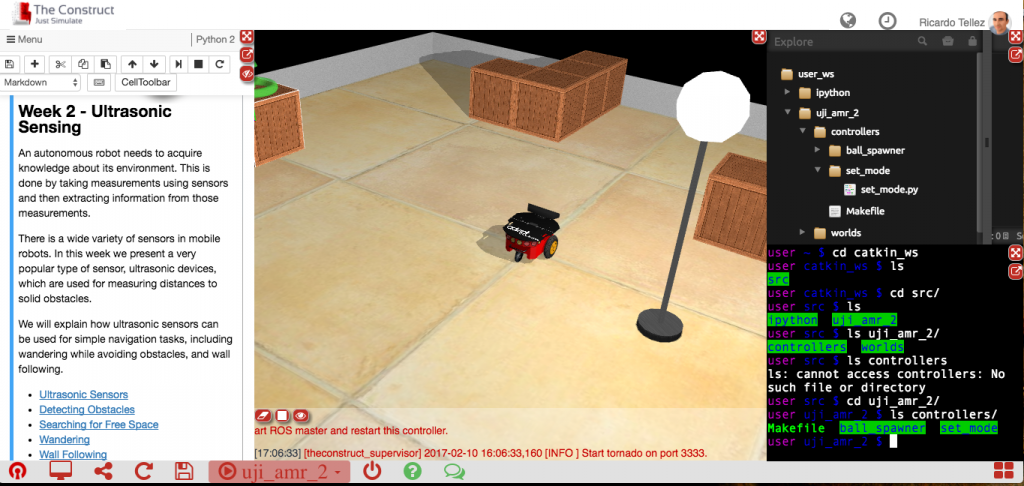 The Construct
Just Simulate
Ricardo Tellez
Menu
Python 2
Markdown
CellToolbar
Week 2 - Ultrasonic
Sensing
An autonomous robot needs to acquire
knowledge about its environment. This is
done by taking measurements using sensors
and then extracting information from those
measurements.
There is a wide variety of sensors in mobile
robots. In this week we present a very
popular type of sensor, ultrasonic devices,
which are used for measuring distances to
solid obstacles.
We will explain how ultrasonic sensors can
be used for simple navigation tasks, including
wandering while avoiding obstacles, and wall
following.
Ultrasonic Sensors
Detecting Obstacles
Searching for Free Space
Wandering
Wall Following
art ROS master and restart this controller.
[17:06:33] [theconstruct_supervisor] 2017-02-10 16:06:33,160 [INFO ] Start tornado on port 3333.
Explore
user_ws
ipython
uji_amr_2
controllers
ball_spawner
set_mode
set_mode.py
Makefile
worlds
user ~ $ cd catkin_ws
user catkin_ws $ ls
src
user catkin_ws $ cd src/
user src $ ls
ipython uji_amr_2
user src $ ls uji_amr_2/
controllers worlds
user src $ ls controllers
ls: cannot access controllers: No
such file or directory
user src $ cd uji_amr_2/
user uji_amr_2 $ ls controllers/
Makefile ball_spawner set_mode
user uji_amr_2 $
uji_amr_2